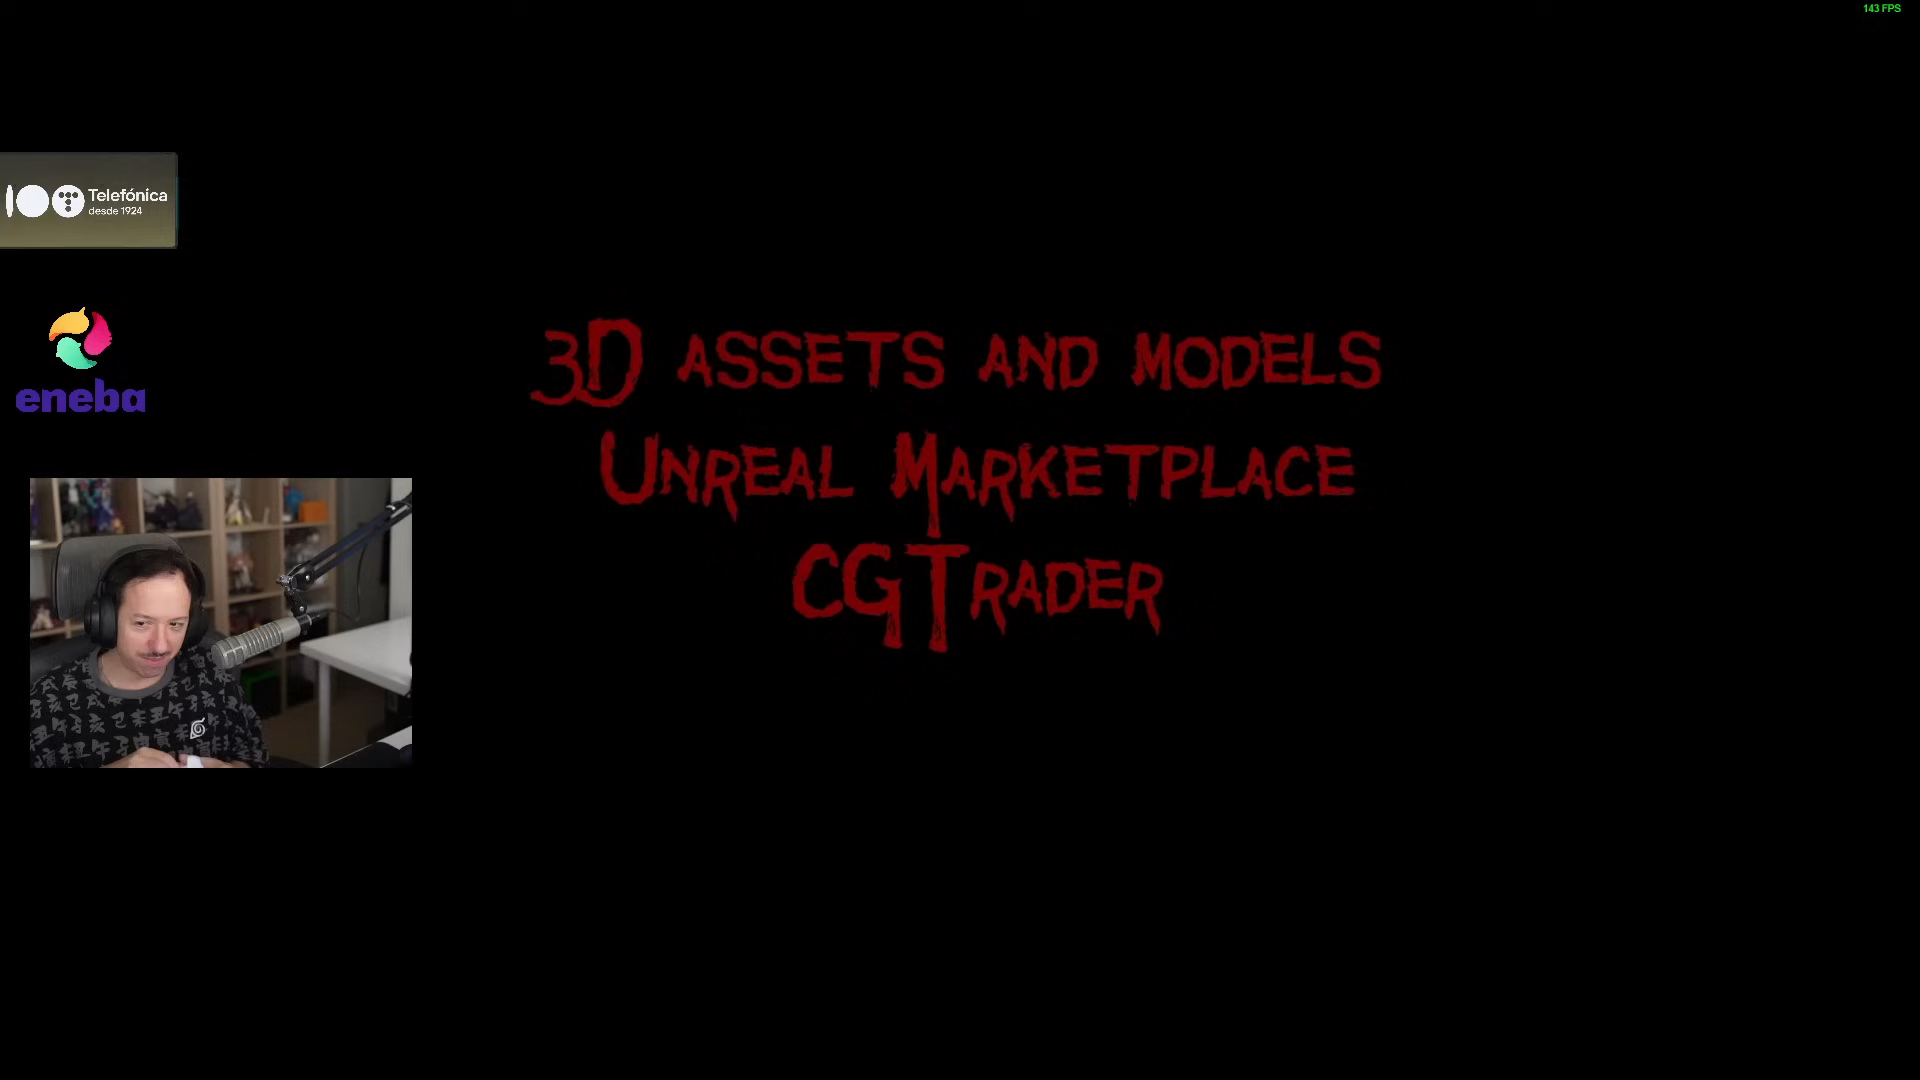 143 FPS
Telefónica
desde 1924
eneba
3D assets and models
Unreal Marketplace
CGTrader